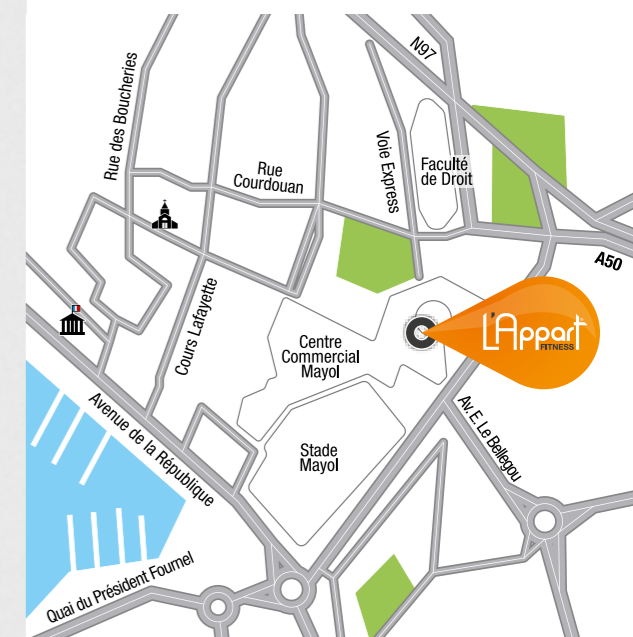 N97
Rue des Boucheries
Voie Express
Rue
Courdouan
Faculté
de Droit
A50
Cours Lafayette
Centre
Commercial
Mayol
L'Appart
FITNESS
Avenue de la République
Av. E. Le Bellegou
Stade
Mayol
Quai du Président Fournel